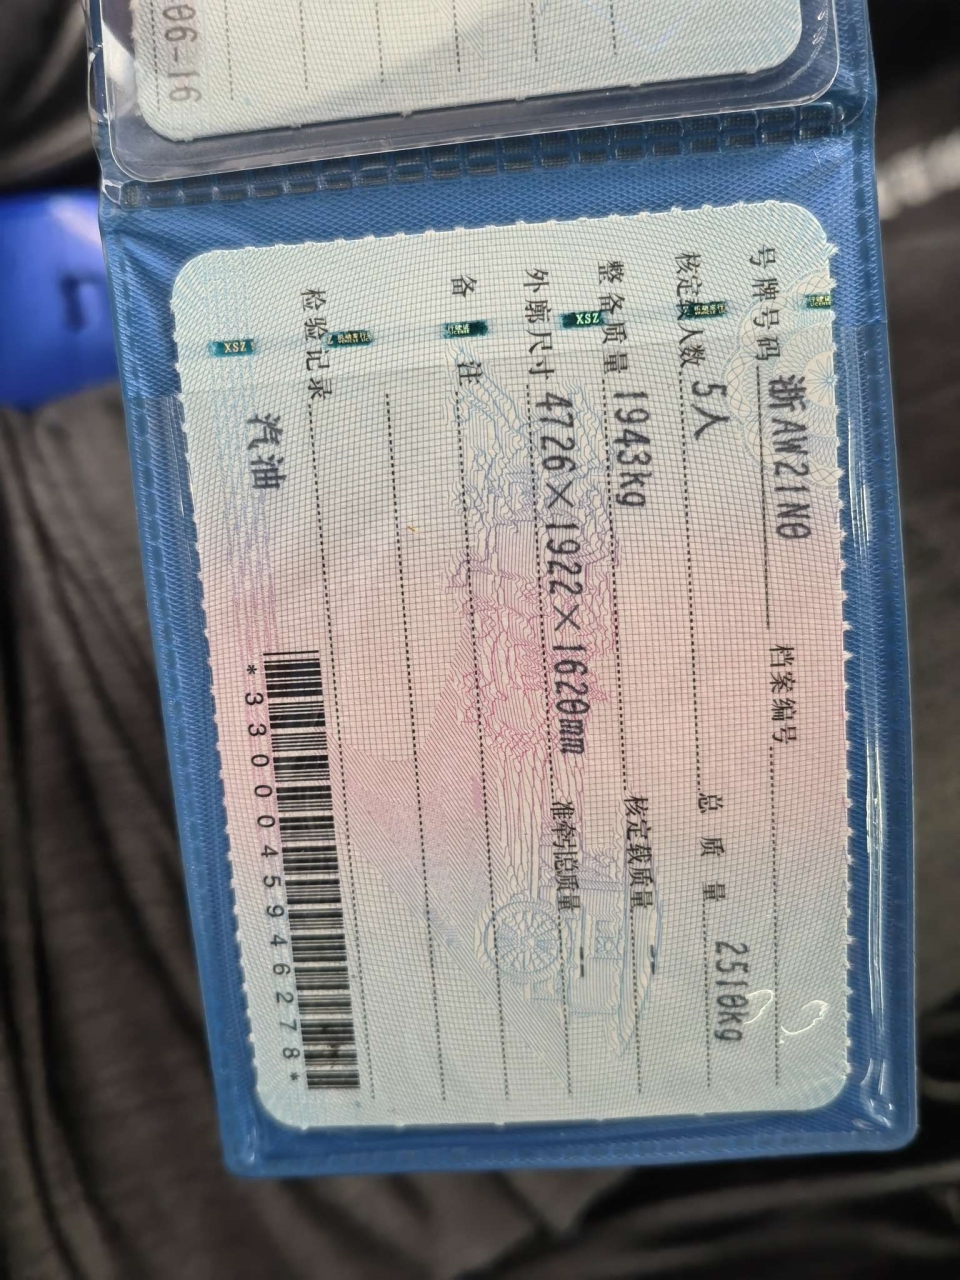 06-16
号牌号码 浙AW21N0 档案编号
核定载人数 5人 总质量 2510kg
整备质量 1943kg 核定载质量 --
外廓尺寸 4726×1922×1620mm 准牵引总质量 --
备注
检验记录
汽油
*3300045946278*